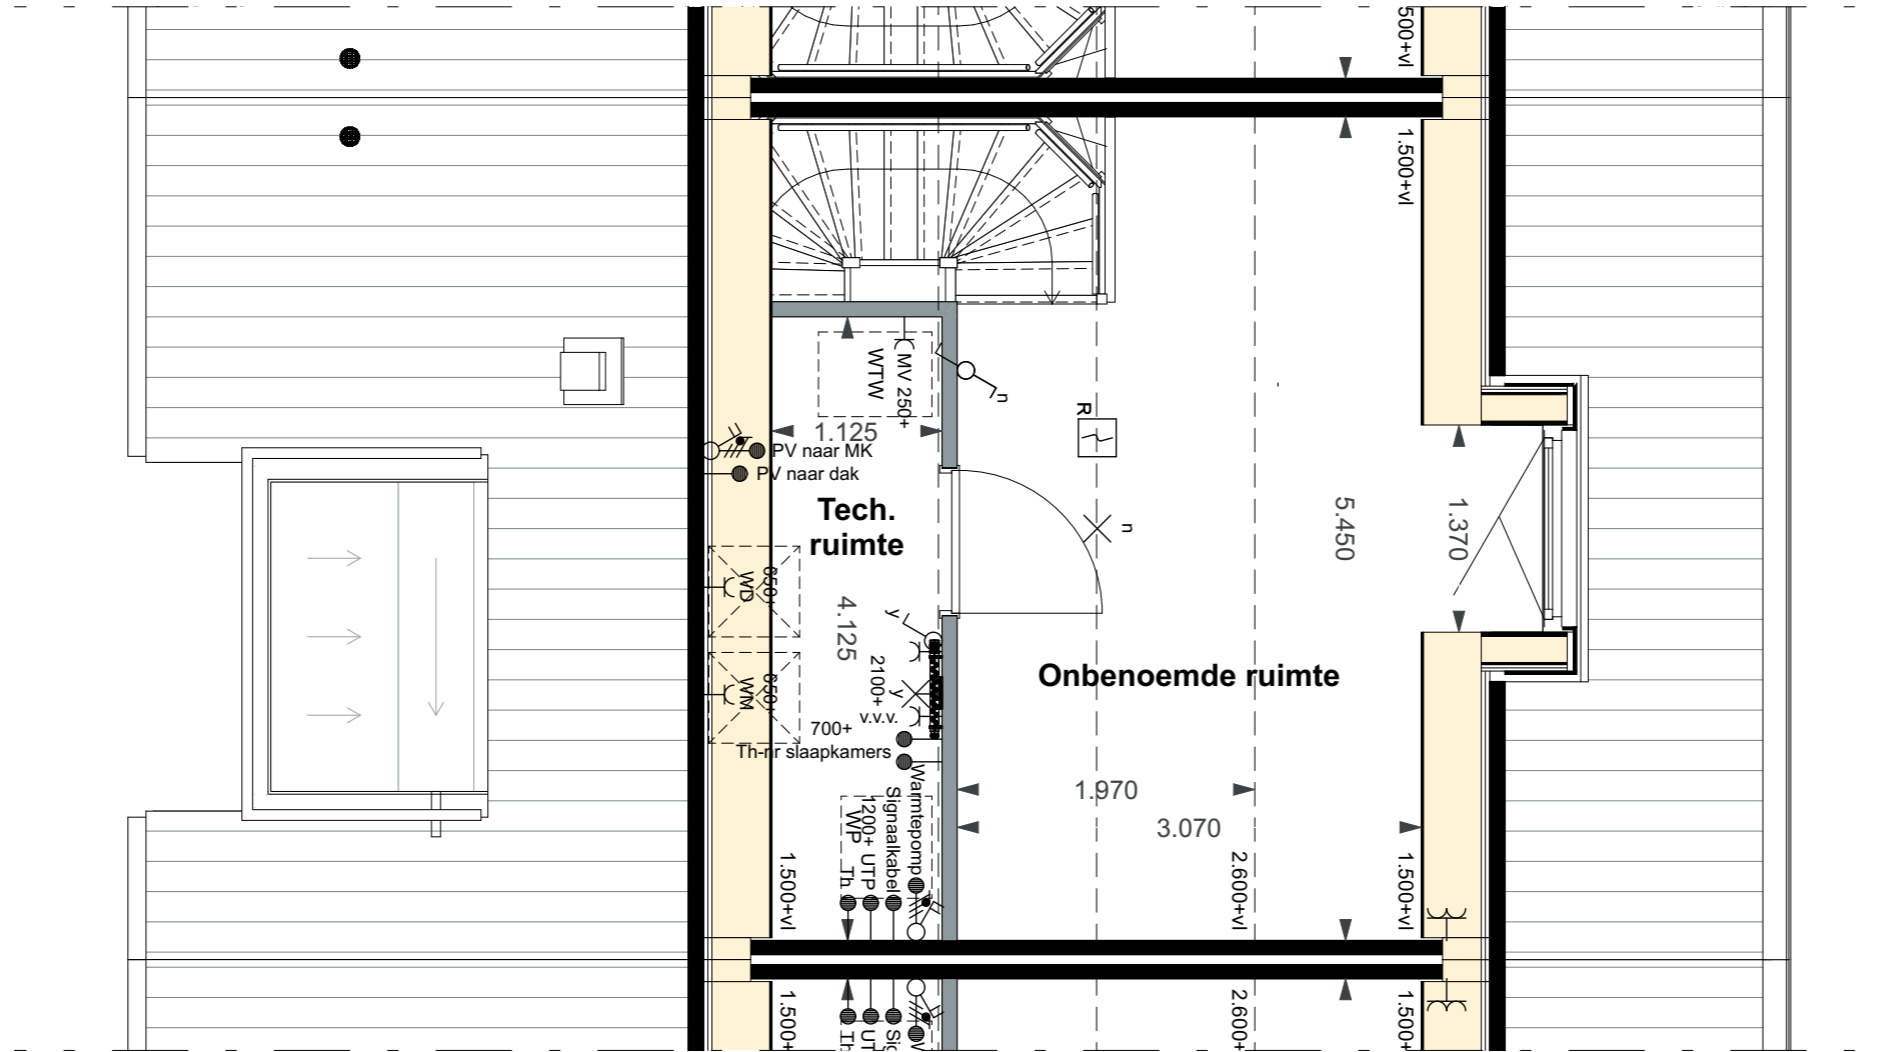 500+vl
1.500+vl
MV 250+
WTW
n
R
1.125
PV naar MK
PV naar dak
Tech.
ruimte
n
5.450
1.370
650+
WD
4.125
y
2100+
y
v.v.v.
650+
WM
700+
Th-nr slaapkamers
Onbenoemde ruimte
1.970
3.070
Warmtepomp
Signaalkabel
1200+ UTP
WP
Th
1.500+vl
2.600+vl
1.500+vl
1.500+
Th
UT
2.600+
1.500+